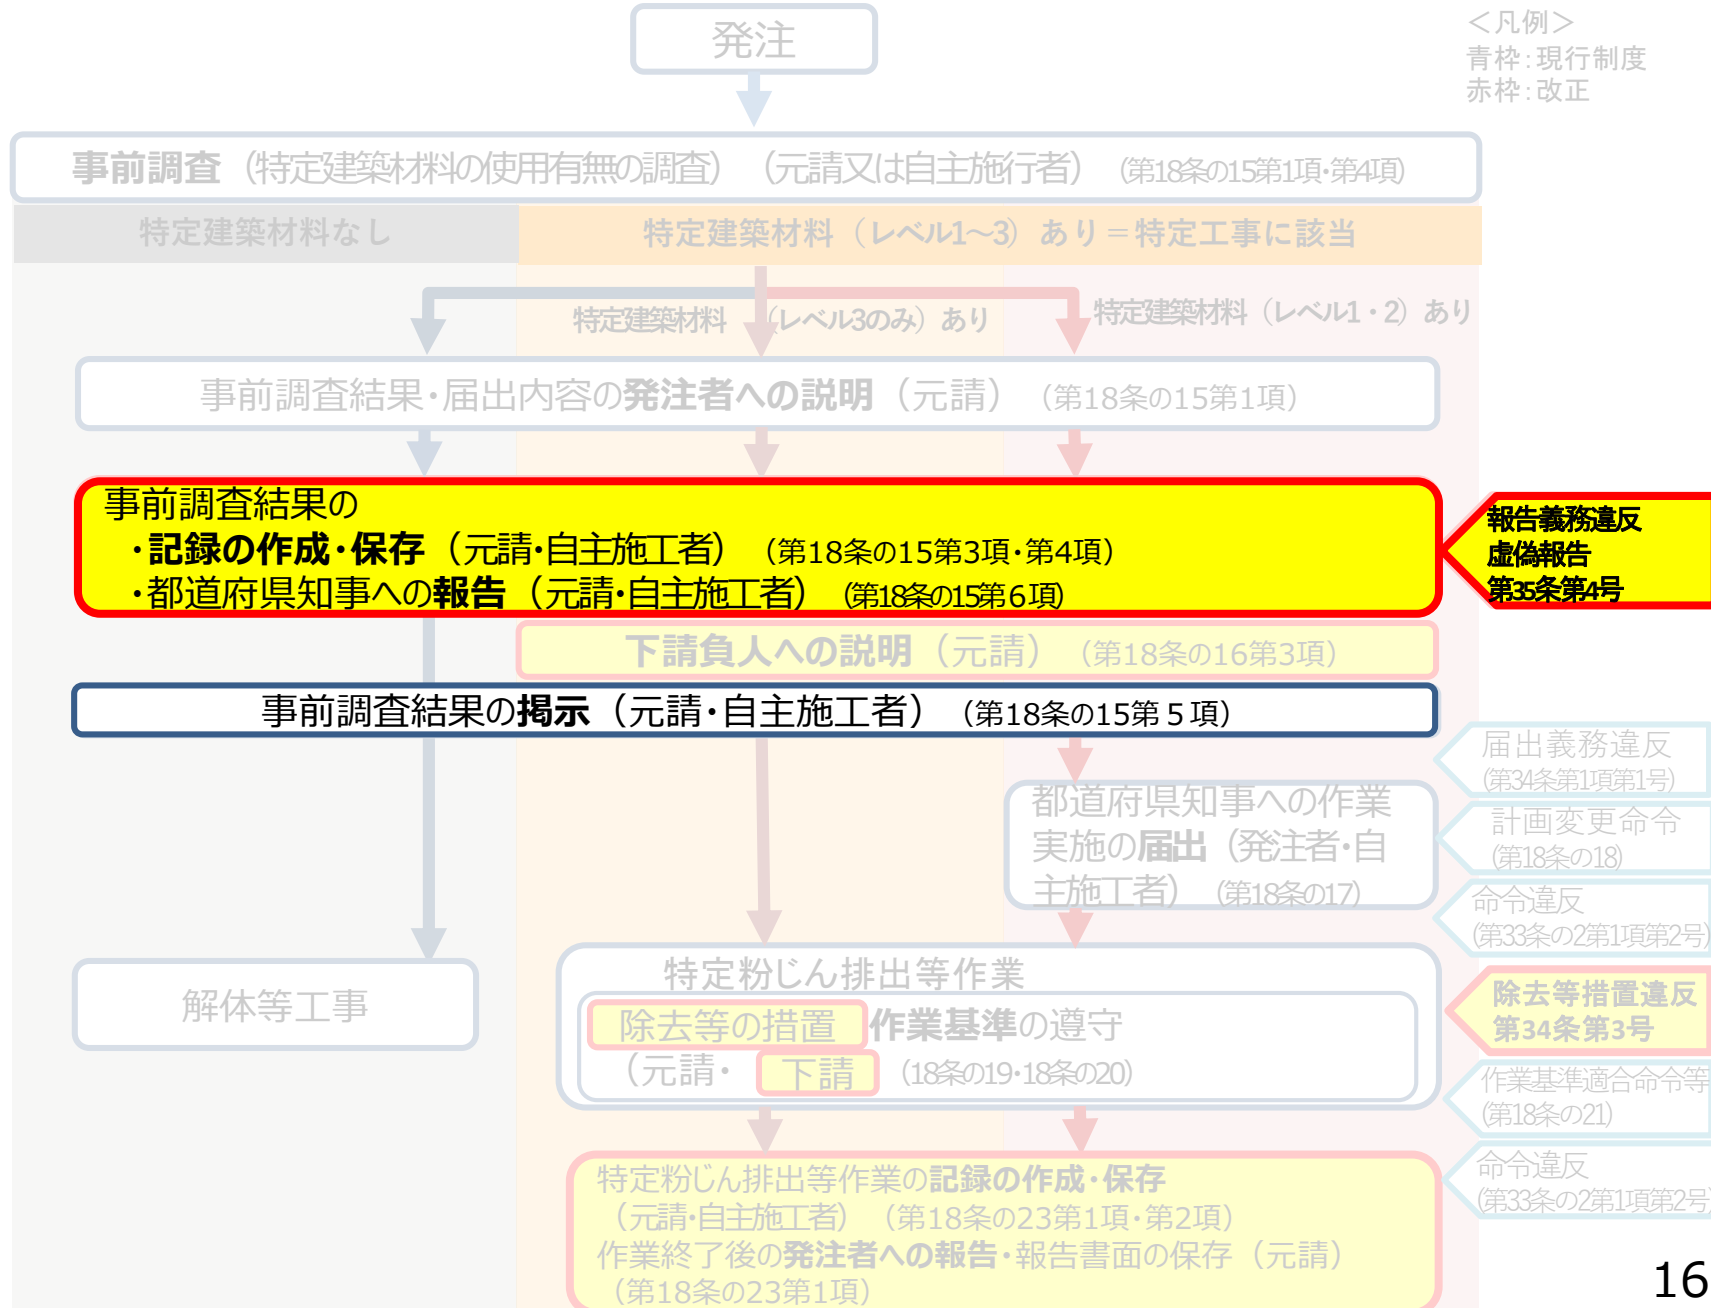 発注
＜凡例＞
青枠:現行制度
赤枠:改正
事前調査（特定建築材料の使用有無の調査）（元請又は自主施行者）（第18条の15第1項・第4項）
特定建築材料なし
特定建築材料（レベル1～3）あり＝特定工事に該当
特定建築材料（レベル3のみ）あり
特定建築材料（レベル1・2）あり
事前調査結果・届出内容の発注者への説明（元請）（第18条の15第1項）
事前調査結果の
・記録の作成・保存（元請・自主施工者）（第18条の15第3項・第4項）
・都道府県知事への報告（元請・自主施工者）（第18条の15第６項）
報告義務違反
虚偽報告
第35条第4号
下請負人への説明（元請）（第18条の16第3項）
事前調査結果の掲示（元請・自主施工者）（第18条の15第５項）
届出義務違反
(第34条第1項第1号)
都道府県知事への作業
実施の届出（発注者・自
主施工者）（第18条の17）
計画変更命令
(第18条の18)
命令違反
(第33条の2第1項第2号)
解体等工事
特定粉じん排出等作業
除去等の措置 作業基準の遵守
（元請・ 下請 （18条の19・18条の20）
除去等措置違反
第34条第3号
作業基準適合命令等
(第18条の21)
命令違反
(第33条の2第1項第2号)
特定粉じん排出等作業の記録の作成・保存
（元請・自主施工者）（第18条の23第1項・第2項）
作業終了後の発注者への報告・報告書面の保存（元請）
（第18条の23第1項）
16